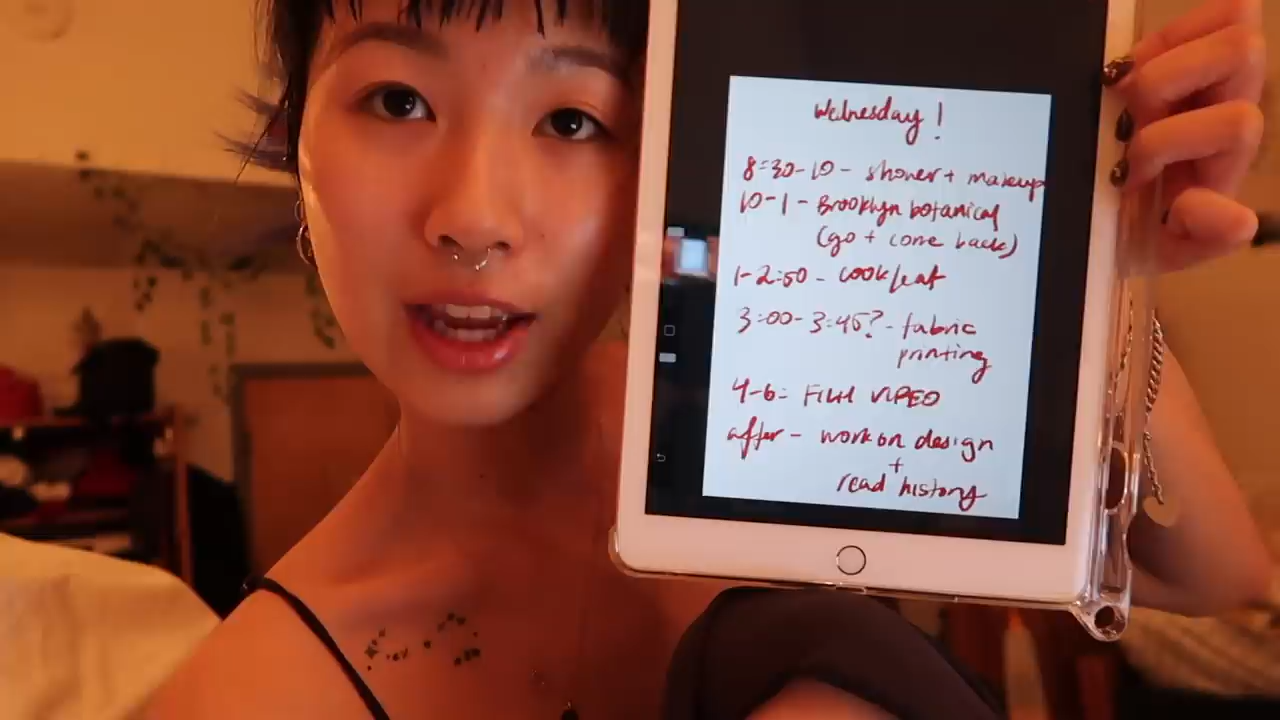 Wednesday!
8:30-10 - shower + makeup
10-1 - Brooklyn botanical
(go + come back)
1-2:50 - cook/eat
3:00-3:45? - fabric
printing
4-6: FILM VIDEO
after - work on design
+
read history